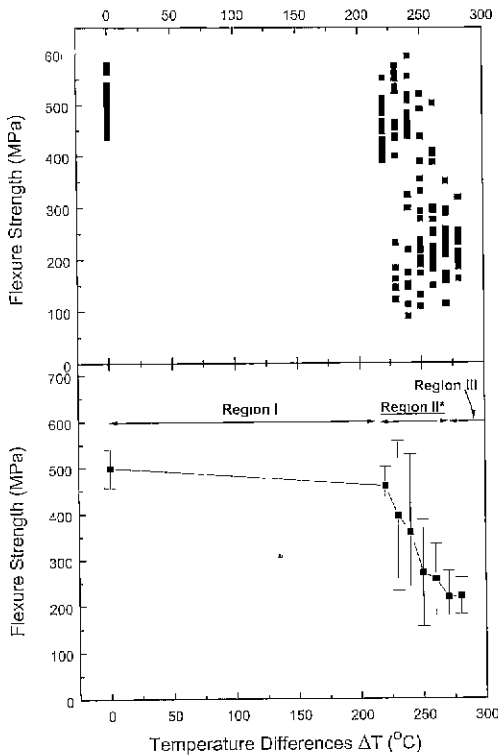 0 50 100 150 200 250 300
600
500
400
300
200
100
0
Flexure Strength (MPa)
700
600
500
400
300
200
100
0
Flexure Strength (MPa)
Region I
Region II*
Region III
0 50 100 150 200 250 300
Temperature Differences ΔT (°C)